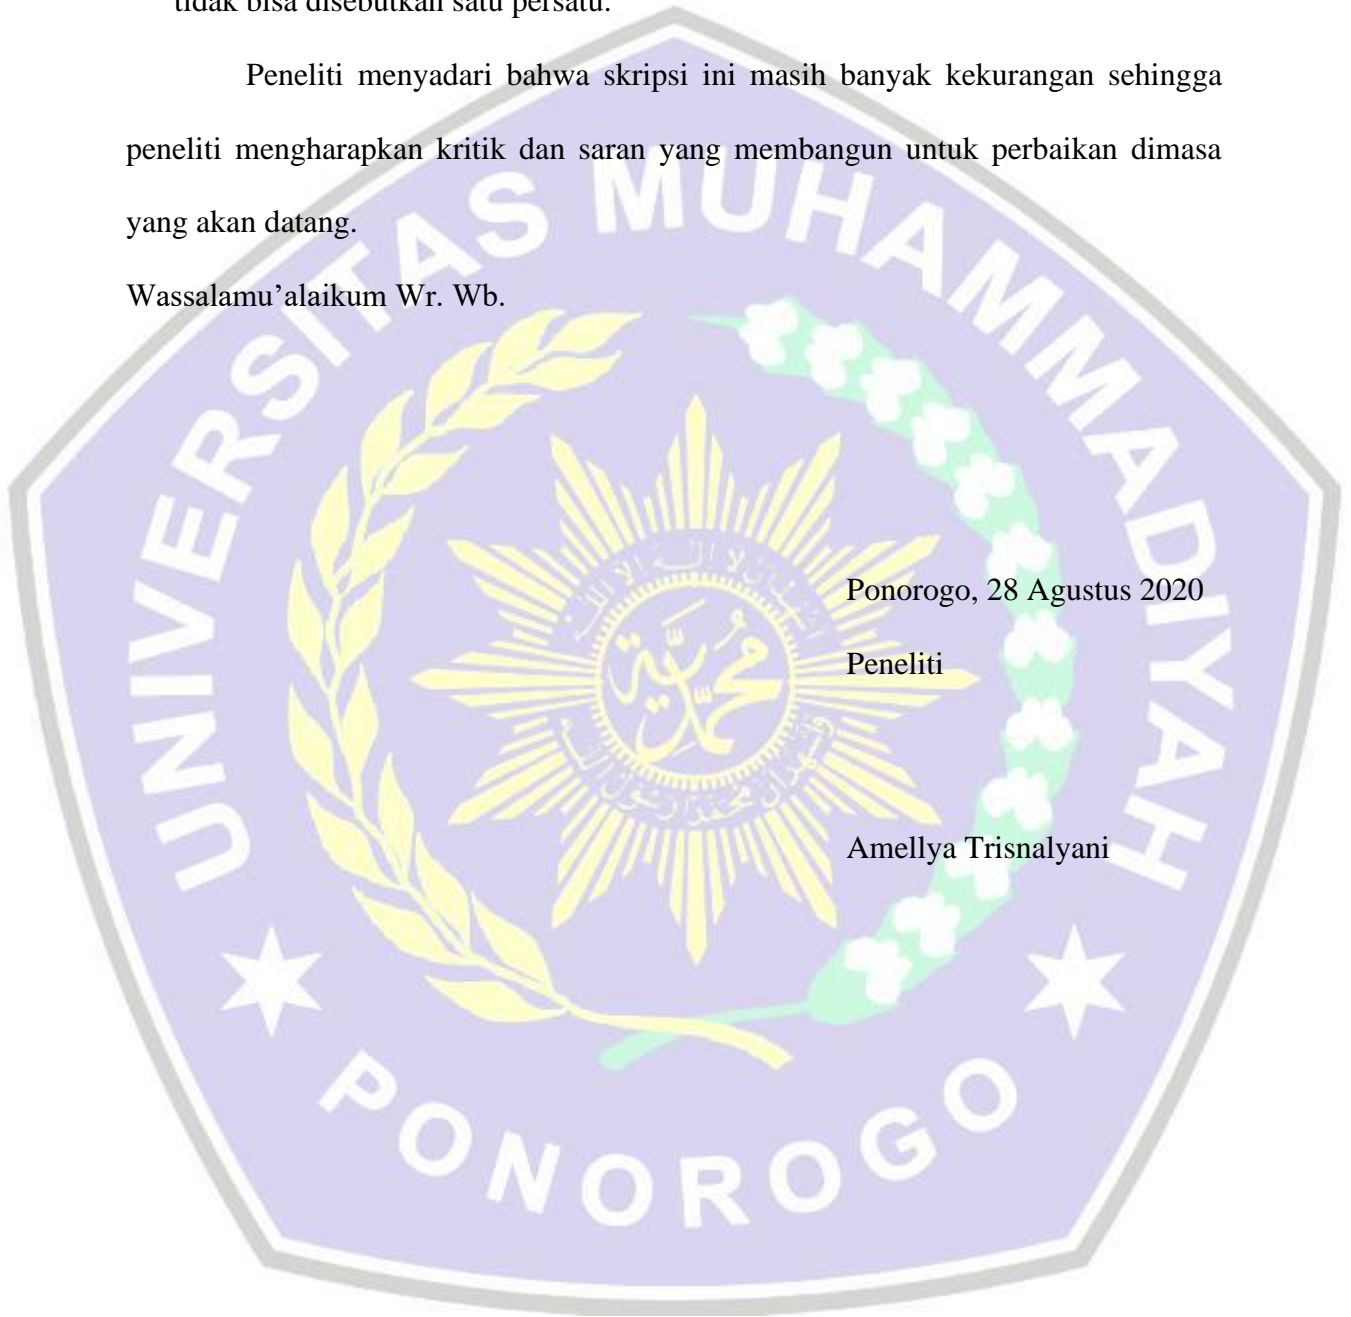 tidak bisa disebutkan satu persatu.
Peneliti menyadari bahwa skripsi ini masih banyak kekurangan sehingga
peneliti mengharapkan kritik dan saran yang membangun untuk perbaikan dimasa
yang akan datang.
Wassalamu’alaikum Wr. Wb.
UNIVERSITAS MUHAMMADIYAH
Ponorogo, 28 Agustus 2020
Peneliti
محمدية
Amellya Trisnalyani
PONOROGO